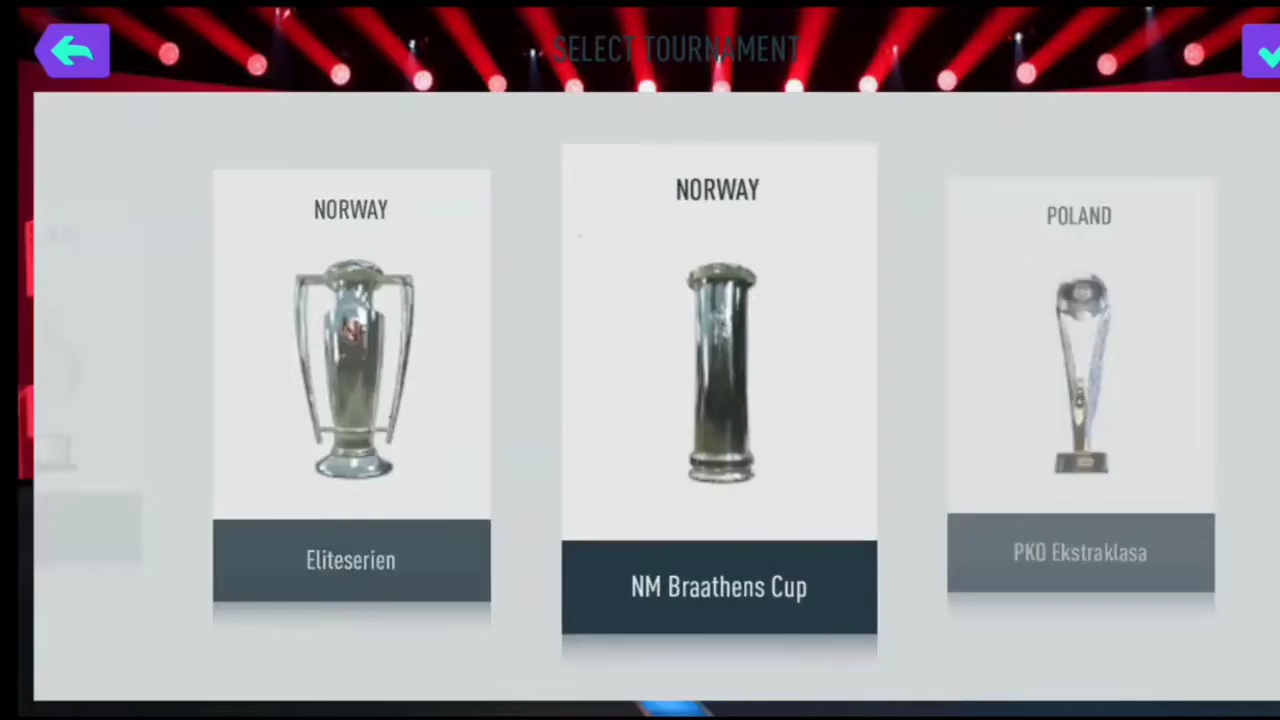 SELECT TOURNAMENT
NORWAY
Eliteserien
NORWAY
NM Braathens Cup
POLAND
PKO Ekstraklasa